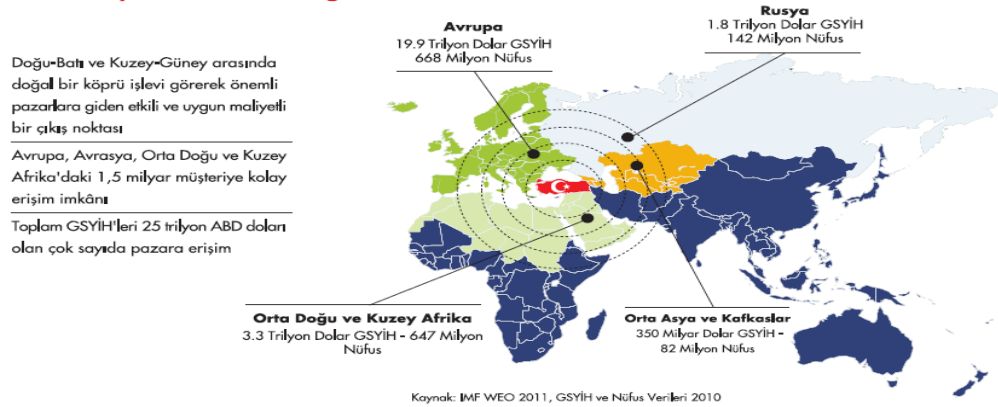 Doğu-Batı ve Kuzey-Güney arasında
doğal bir köprü işlevi görerek önemli
pazarlara giden etkili ve uygun maliyetli
bir çıkış noktası
Avrupa, Avrasya, Orta Doğu ve Kuzey
Afrika'daki 1,5 milyar müşteriye kolay
erişim imkânı
Toplam GSYİH'leri 25 trilyon ABD doları
olan çok sayıda pazara erişim
Avrupa
19.9 Trilyon Dolar GSYİH
668 Milyon Nüfus
Rusya
1.8 Trilyon Dolar GSYİH
142 Milyon Nüfus
Orta Doğu ve Kuzey Afrika
3.3 Trilyon Dolar GSYİH - 647 Milyon
Nüfus
Orta Asya ve Kafkaslar
350 Milyar Dolar GSYİH -
82 Milyon Nüfus
Kaynak: IMF WEO 2011, GSYİH ve Nüfus Verileri 2010